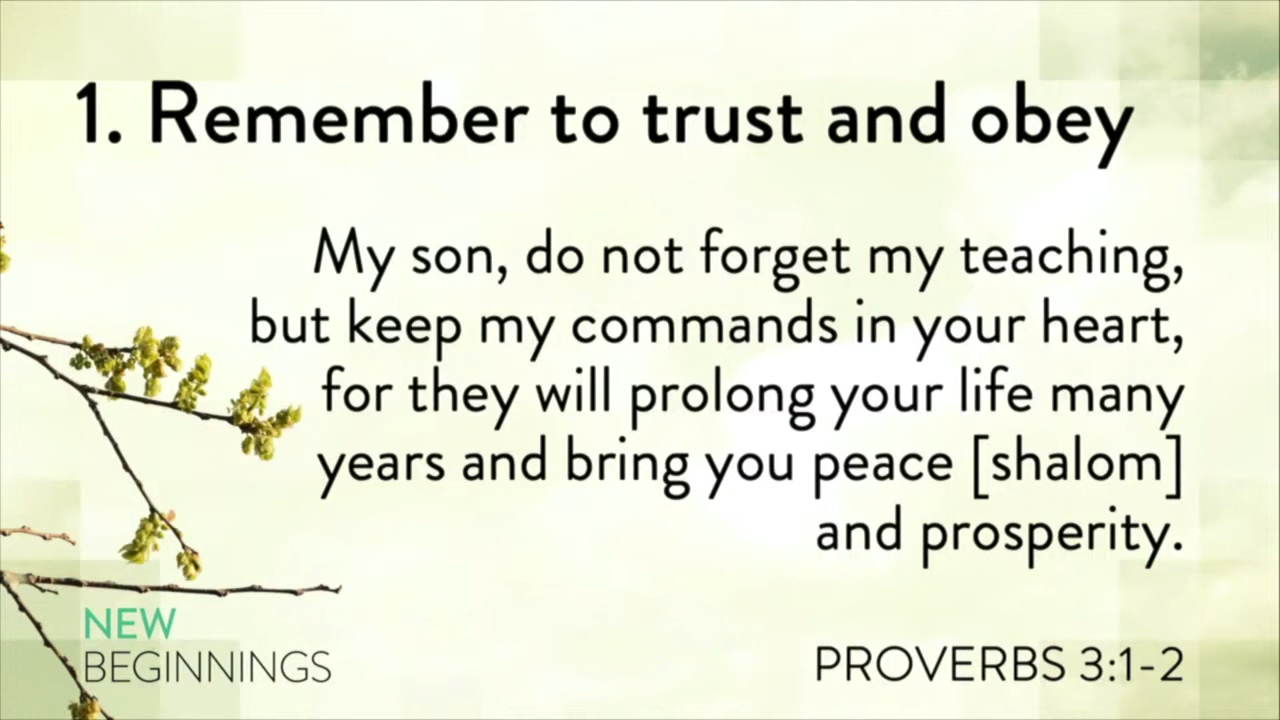 1. Remember to trust and obey
My son, do not forget my teaching,
but keep my commands in your heart,
for they will prolong your life many
years and bring you peace [shalom]
and prosperity.
NEW
BEGINNINGS
PROVERBS 3:1-2